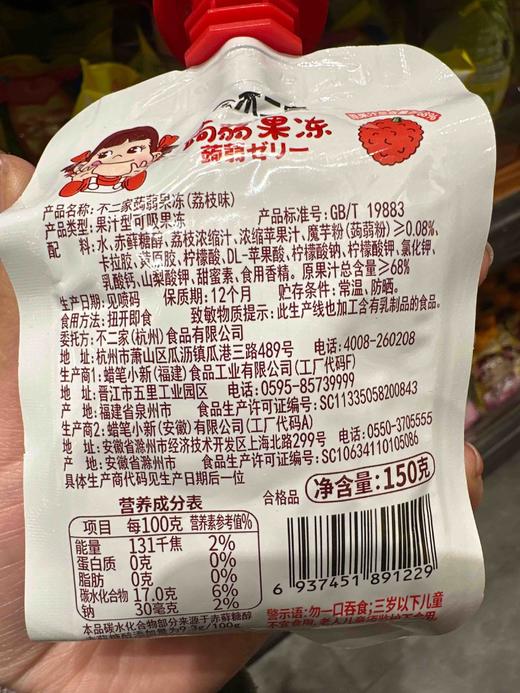 蒟蒻果冻
蒟蒻ゼリー
产品名称:不二家蒟蒻果冻(荔枝味)
产品类型:果汁型可吸果冻
产品标准号:GB/T 19883
配 料:水、赤藓糖醇、荔枝浓缩汁、浓缩苹果汁、魔芋粉(蒟蒻粉)≥0.08%、
卡拉胶、黄原胶、柠檬酸、DL-苹果酸、柠檬酸钠、柠檬酸钾、氯化钾、
乳酸钙、山梨酸钾、甜蜜素、食用香精。原果汁总含量≥68%
生产日期:见喷码 保质期:12个月 贮存条件:常温、防晒。
食用方法:扭开即食 致敏物质提示:此生产线也加工含有乳制品的食品。
委托方:不二家(杭州)食品有限公司
地 址:杭州市萧山区瓜沥镇瓜港三路489号 电话:4008-260208
生产商1:蜡笔小新(福建)食品工业有限公司(工厂代码F)
地 址:晋江市五里工业园区 电话:0595-85739999
产 地:福建省泉州市 食品生产许可证编号:SC11335058200843
生产商2:蜡笔小新(安徽)有限公司(工厂代码A)
地 址:安徽省滁州市经济技术开发区上海北路299号 电话:0550-3705555
产 地:安徽省滁州市 食品生产许可证编号:SC10634110105086
具体生产商代码见生产日期后一位
合格品
净含量:150克
营养成分表
项目 每100克 营养素参考值%
能量 131千焦 2%
蛋白质 0克 0%
脂肪 0克 0%
碳水化合物 17.0克 6%
钠 30毫克 2%
本品碳水化合物部分来源于赤藓糖醇
6 937451 891229
警示语:勿一口吞食;三岁以下儿童